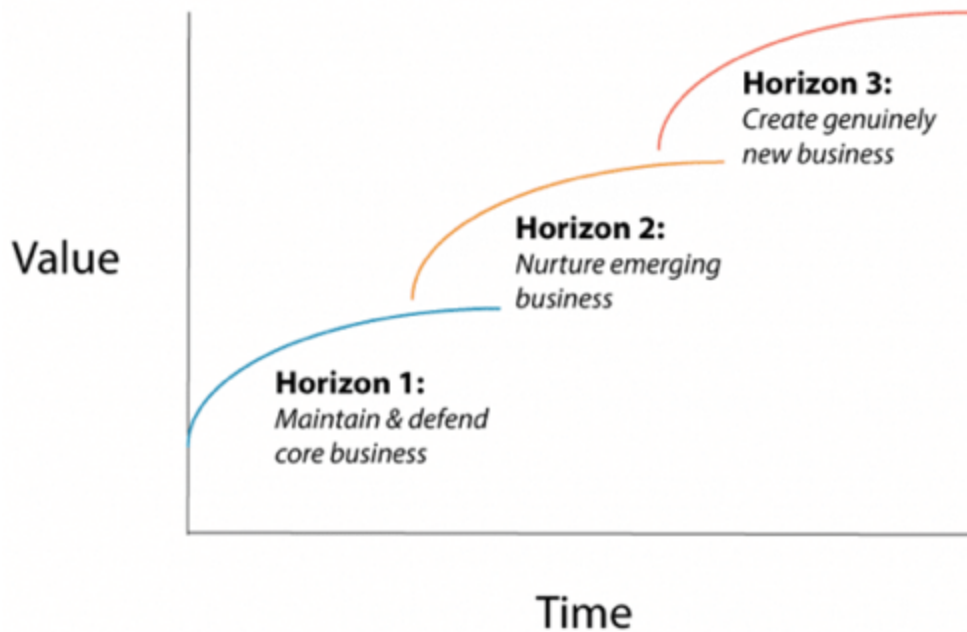 Horizon 3:
Create genuinely
new business
Horizon 2:
Nurture emerging
business
Value
Horizon 1:
Maintain & defend
core business
Time